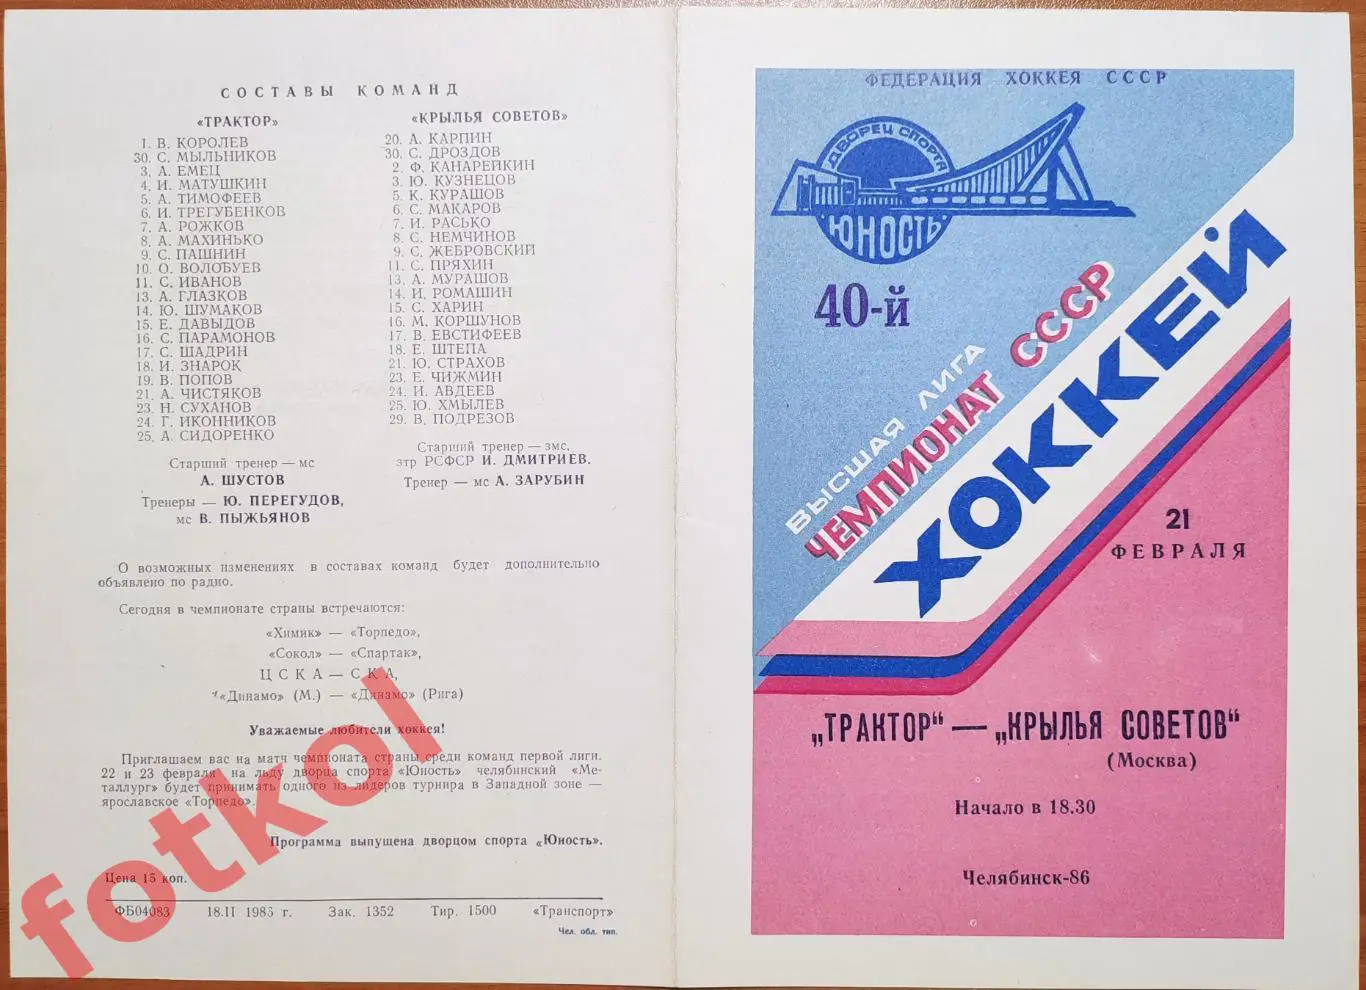 СОСТАВЫ КОМАНД
«ТРАКТОР»
1. В. КОРОЛЕВ
30. С. МЫЛЬНИКОВ
3. А. ЕМЕЦ
4. И. МАТУШКИН
5. А. ТИМОФЕЕВ
6. И. ТРЕГУБЕНКОВ
7. А. РОЖКОВ
8. А. МАХИНЬКО
9. С. ПАШНИН
10. О. ВОЛОБУЕВ
11. С. ИВАНОВ
13. А. ГЛАЗКОВ
14. Ю. ШУМАКОВ
15. Е. ДАВЫДОВ
16. С. ПАРАМОНОВ
17. С. ШАДРИН
18. И. ЗНАРОК
19. В. ПОПОВ
21. А. ЧИСТЯКОВ
23. Н. СУХАНОВ
24. Г. ИКОННИКОВ
25. А. СИДОРЕНКО
Старший тренер — мс
А. ШУСТОВ
Тренеры — Ю. ПЕРЕГУДОВ,
мс В. ПЫЖЬЯНОВ
«КРЫЛЬЯ СОВЕТОВ»
20. А. КАРПИН
30. С. ДРОЗДОВ
2. Ф. КАНАРЕЙКИН
3. Ю. КУЗНЕЦОВ
5. К. КУРАШОВ
6. С. МАКАРОВ
7. И. РАСЬКО
8. С. НЕМЧИНОВ
9. С. ЖЕБРОВСКИЙ
11. С. ПРЯХИН
13. А. МУРАШОВ
14. И. РОМАШИН
15. С. ХАРИН
16. М. КОРШУНОВ
17. В. ЕВСТИФЕЕВ
18. Е. ШТЕПА
21. Ю. СТРАХОВ
23. Е. ЧИЖМИН
24. И. АВДЕЕВ
25. Ю. ХМЫЛЕВ
29. В. ПОДРЕЗОВ
Старший тренер — змс,
зтр РСФСР И. ДМИТРИЕВ.
Тренер — мс А. ЗАРУБИН
О возможных изменениях в составах команд будет дополнительно
объявлено по радио.
Сегодня в чемпионате страны встречаются:
«Химик» — «Торпедо»,
«Сокол» — «Спартак»,
ЦСКА — СКА,
«Динамо» (М.) — «Динамо» (Рига)
Уважаемые любители хоккея!
Приглашаем вас на матч чемпионата страны среди команд первой лиги.
22 и 23 февраля на льду дворца спорта «Юность» челябинский «Ме-
таллург» будет принимать одного из лидеров турнира в Западной зоне —
ярославское «Торпедо».
Программа выпущена дворцом спорта «Юность».
Цена 15 коп.
ФБ04083 18.II 1986 г. Зак. 1352 Тир. 1500 «Транспорт»
Чел. обл. тип.
fotkol
ФЕДЕРАЦИЯ ХОККЕЯ СССР
ДВОРЕЦ СПОРТА
ЮНОСТЬ
40-й
ВЫСШАЯ ЛИГА
ЧЕМПИОНАТ СССР
ХОККЕЙ
21
ФЕВРАЛЯ
„ТРАКТОР“ — „КРЫЛЬЯ СОВЕТОВ“
(Москва)
Начало в 18.30
Челябинск-86